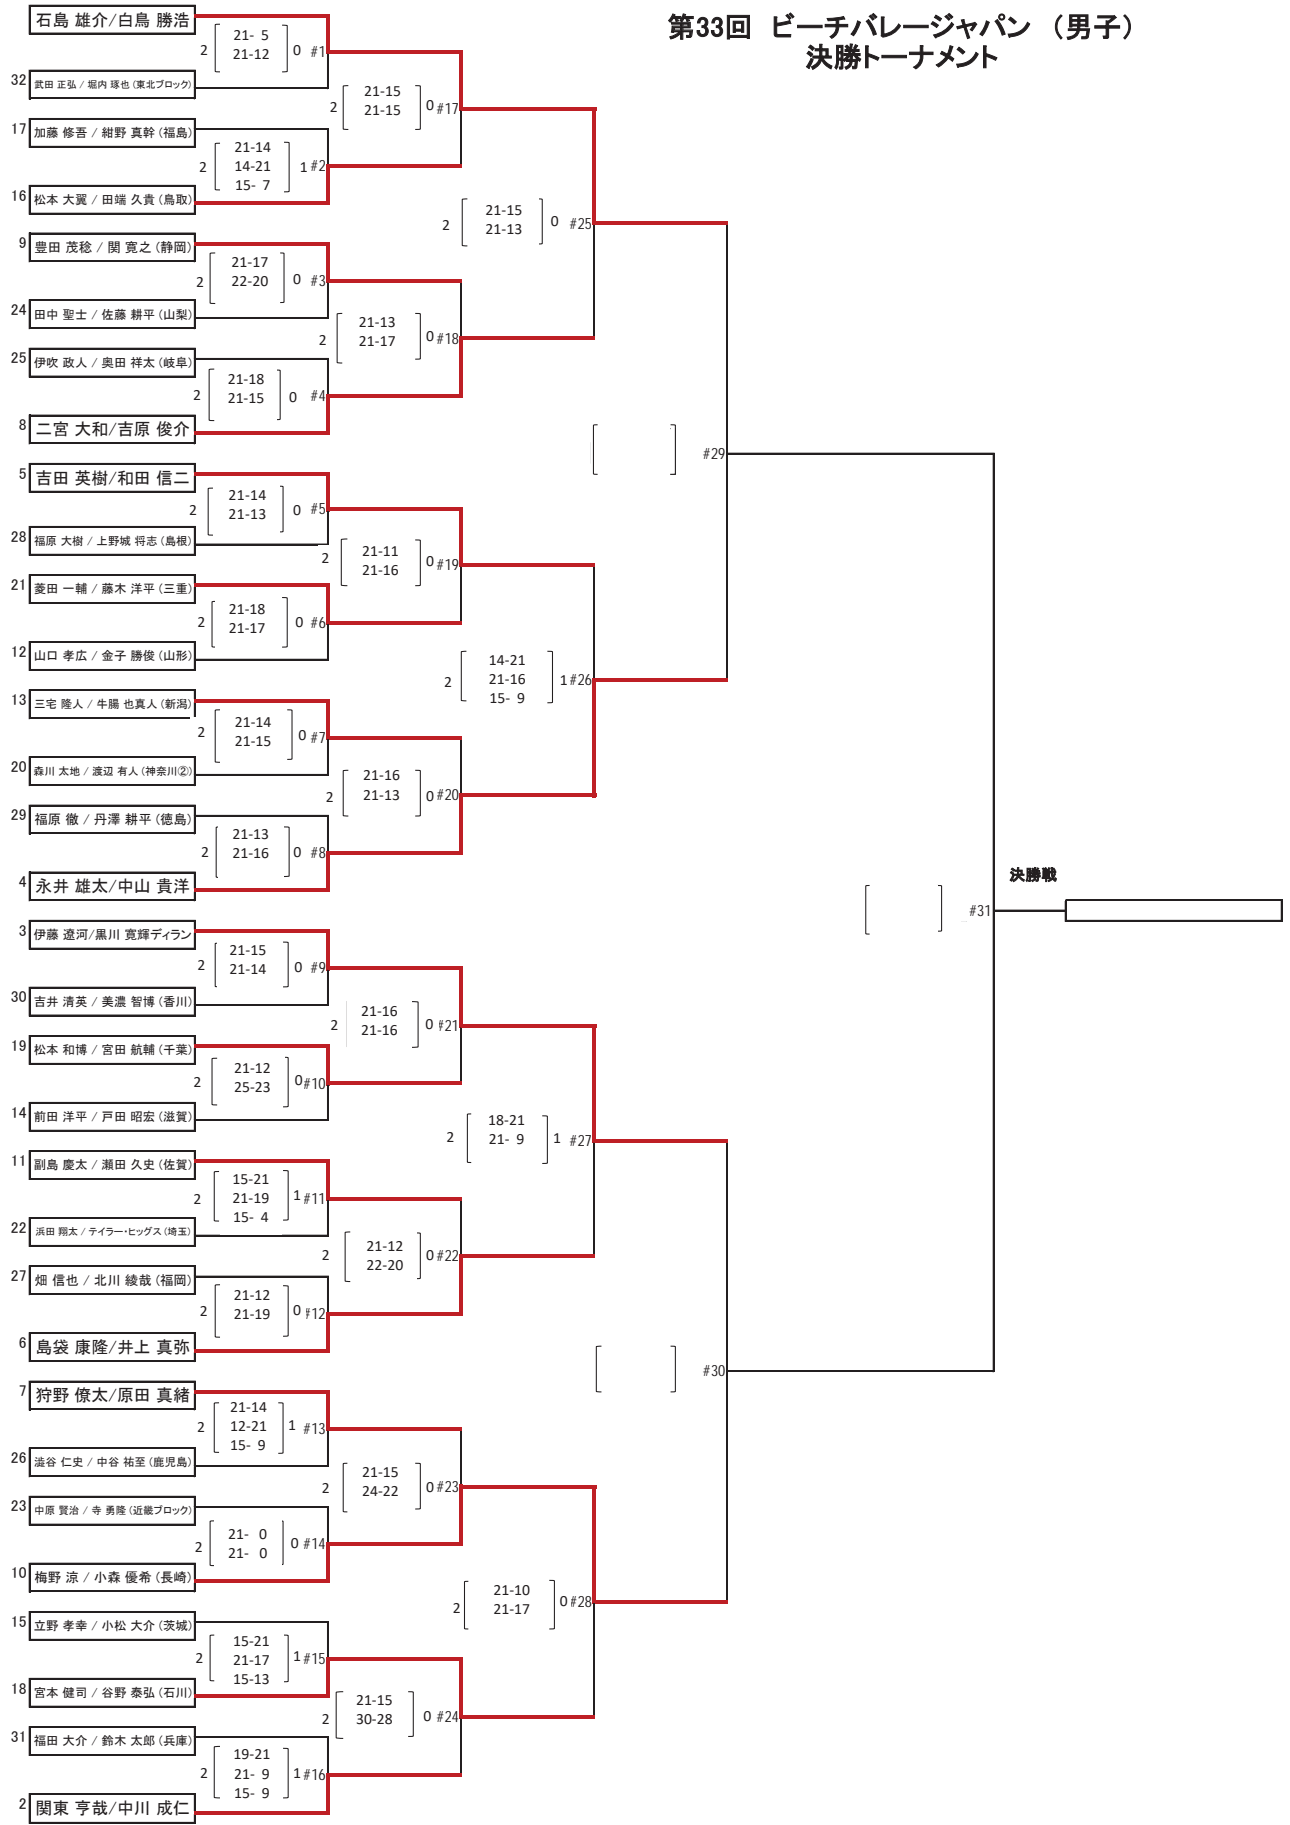 第33回 ビーチバレージャパン （男子）
決勝トーナメント
石島 雄介/白鳥 勝浩
2 21- 5 0 #1
21-12
32 武田 正弘 / 堀内 琢也 (東北ブロック)
2 21-15 0 #17
21-15
17 加藤 修吾 / 紺野 真幹 (福島)
2 21-14 1 #2
14-21
15- 7
16 松本 大翼 / 田端 久貴 (鳥取)
2 21-15 0 #25
21-13
9 豊田 茂稔 / 関 寛之 (静岡)
2 21-17 0 #3
22-20
24 田中 聖士 / 佐藤 耕平 (山梨)
2 21-13 0 #18
21-17
25 伊吹 政人 / 奥田 祥太 (岐阜)
2 21-18 0 #4
21-15
8 二宮 大和/吉原 俊介
#29
5 吉田 英樹/和田 信二
2 21-14 0 #5
21-13
28 福原 大樹 / 上野城 将志 (島根)
2 21-11 0 #19
21-16
21 菱田 一輔 / 藤木 洋平 (三重)
2 21-18 0 #6
21-17
12 山口 孝広 / 金子 勝俊 (山形)
2 14-21 1 #26
21-16
15- 9
13 三宅 隆人 / 牛腸 也真人 (新潟)
2 21-14 0 #7
21-15
20 森川 太地 / 渡辺 有人 (神奈川②)
2 21-16 0 #20
21-13
29 福原 徹 / 丹澤 耕平 (徳島)
2 21-13 0 #8
21-16
4 永井 雄太/中山 貴洋
決勝戦
#31
3 伊藤 遼河/黒川 寛輝ディラン
2 21-15 0 #9
21-14
30 吉井 清英 / 美濃 智博 (香川)
2 21-16 0 #21
21-16
19 松本 和博 / 宮田 航輔 (千葉)
2 21-12 0 #10
25-23
14 前田 洋平 / 戸田 昭宏 (滋賀)
2 18-21 1 #27
21- 9
11 副島 慶太 / 瀬田 久史 (佐賀)
2 15-21 1 #11
21-19
15- 4
22 浜田 翔太 / テイラー・ヒッグス (埼玉)
2 21-12 0 #22
22-20
27 畑 信也 / 北川 綾哉 (福岡)
2 21-12 0 #12
21-19
6 島袋 康隆/井上 真弥
#30
7 狩野 僚太/原田 真緒
2 21-14 1 #13
12-21
15- 9
26 澁谷 仁史 / 中谷 祐至 (鹿児島)
2 21-15 0 #23
24-22
23 中原 賢治 / 寺 勇隆 (近畿ブロック)
2 21- 0 0 #14
21- 0
10 梅野 涼 / 小森 優希 (長崎)
2 21-10 0 #28
21-17
15 立野 孝幸 / 小松 大介 (茨城)
2 15-21 1 #15
21-17
15-13
18 宮本 健司 / 谷野 泰弘 (石川)
2 21-15 0 #24
30-28
31 福田 大介 / 鈴木 太郎 (兵庫)
2 19-21 1 #16
21- 9
15- 9
2 関東 亨哉/中川 成仁